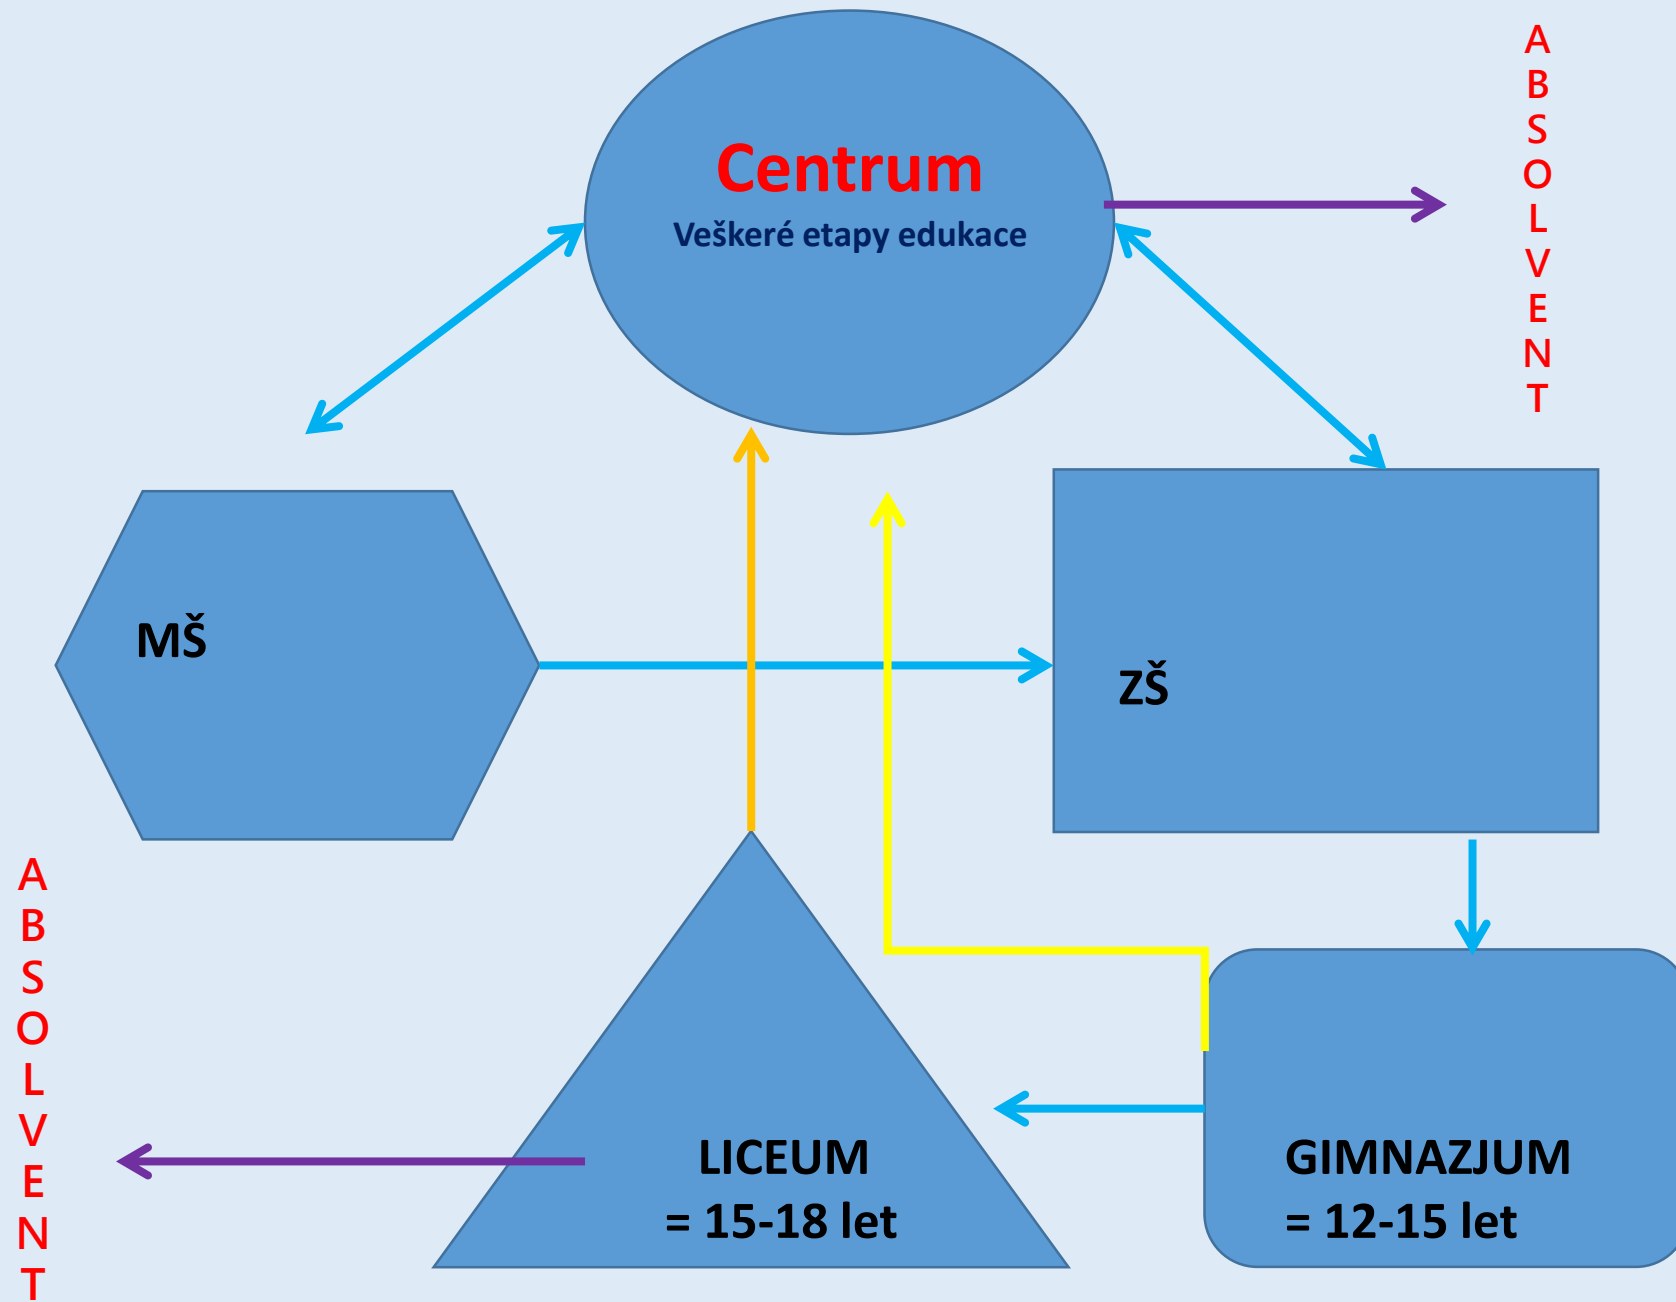 Centrum
Veškeré etapy edukace
A
B
S
O
L
V
E
N
T
MŠ
ZŠ
A
B
S
O
L
V
E
N
T
LICEUM
= 15-18 let
GIMNAZJUM
= 12-15 let